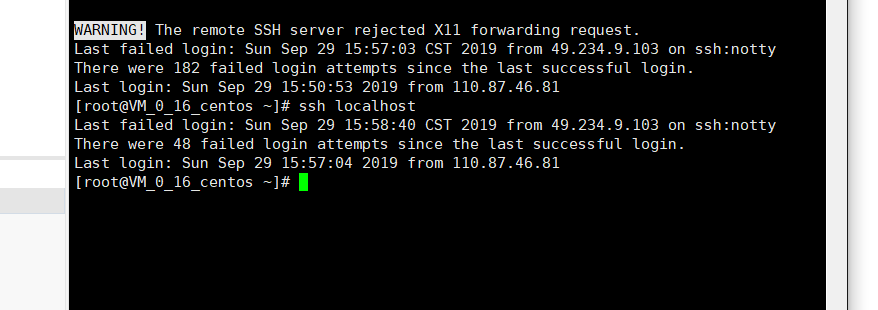 WARNING! The remote SSH server rejected X11 forwarding request.
Last failed login: Sun Sep 29 15:57:03 CST 2019 from 49.234.9.103 on ssh:notty
There were 182 failed login attempts since the last successful login.
Last login: Sun Sep 29 15:50:53 2019 from 110.87.46.81
[root@VM_0_16_centos ~]# ssh localhost
Last failed login: Sun Sep 29 15:58:40 CST 2019 from 49.234.9.103 on ssh:notty
There were 48 failed login attempts since the last successful login.
Last login: Sun Sep 29 15:57:04 2019 from 110.87.46.81
[root@VM_0_16_centos ~]#